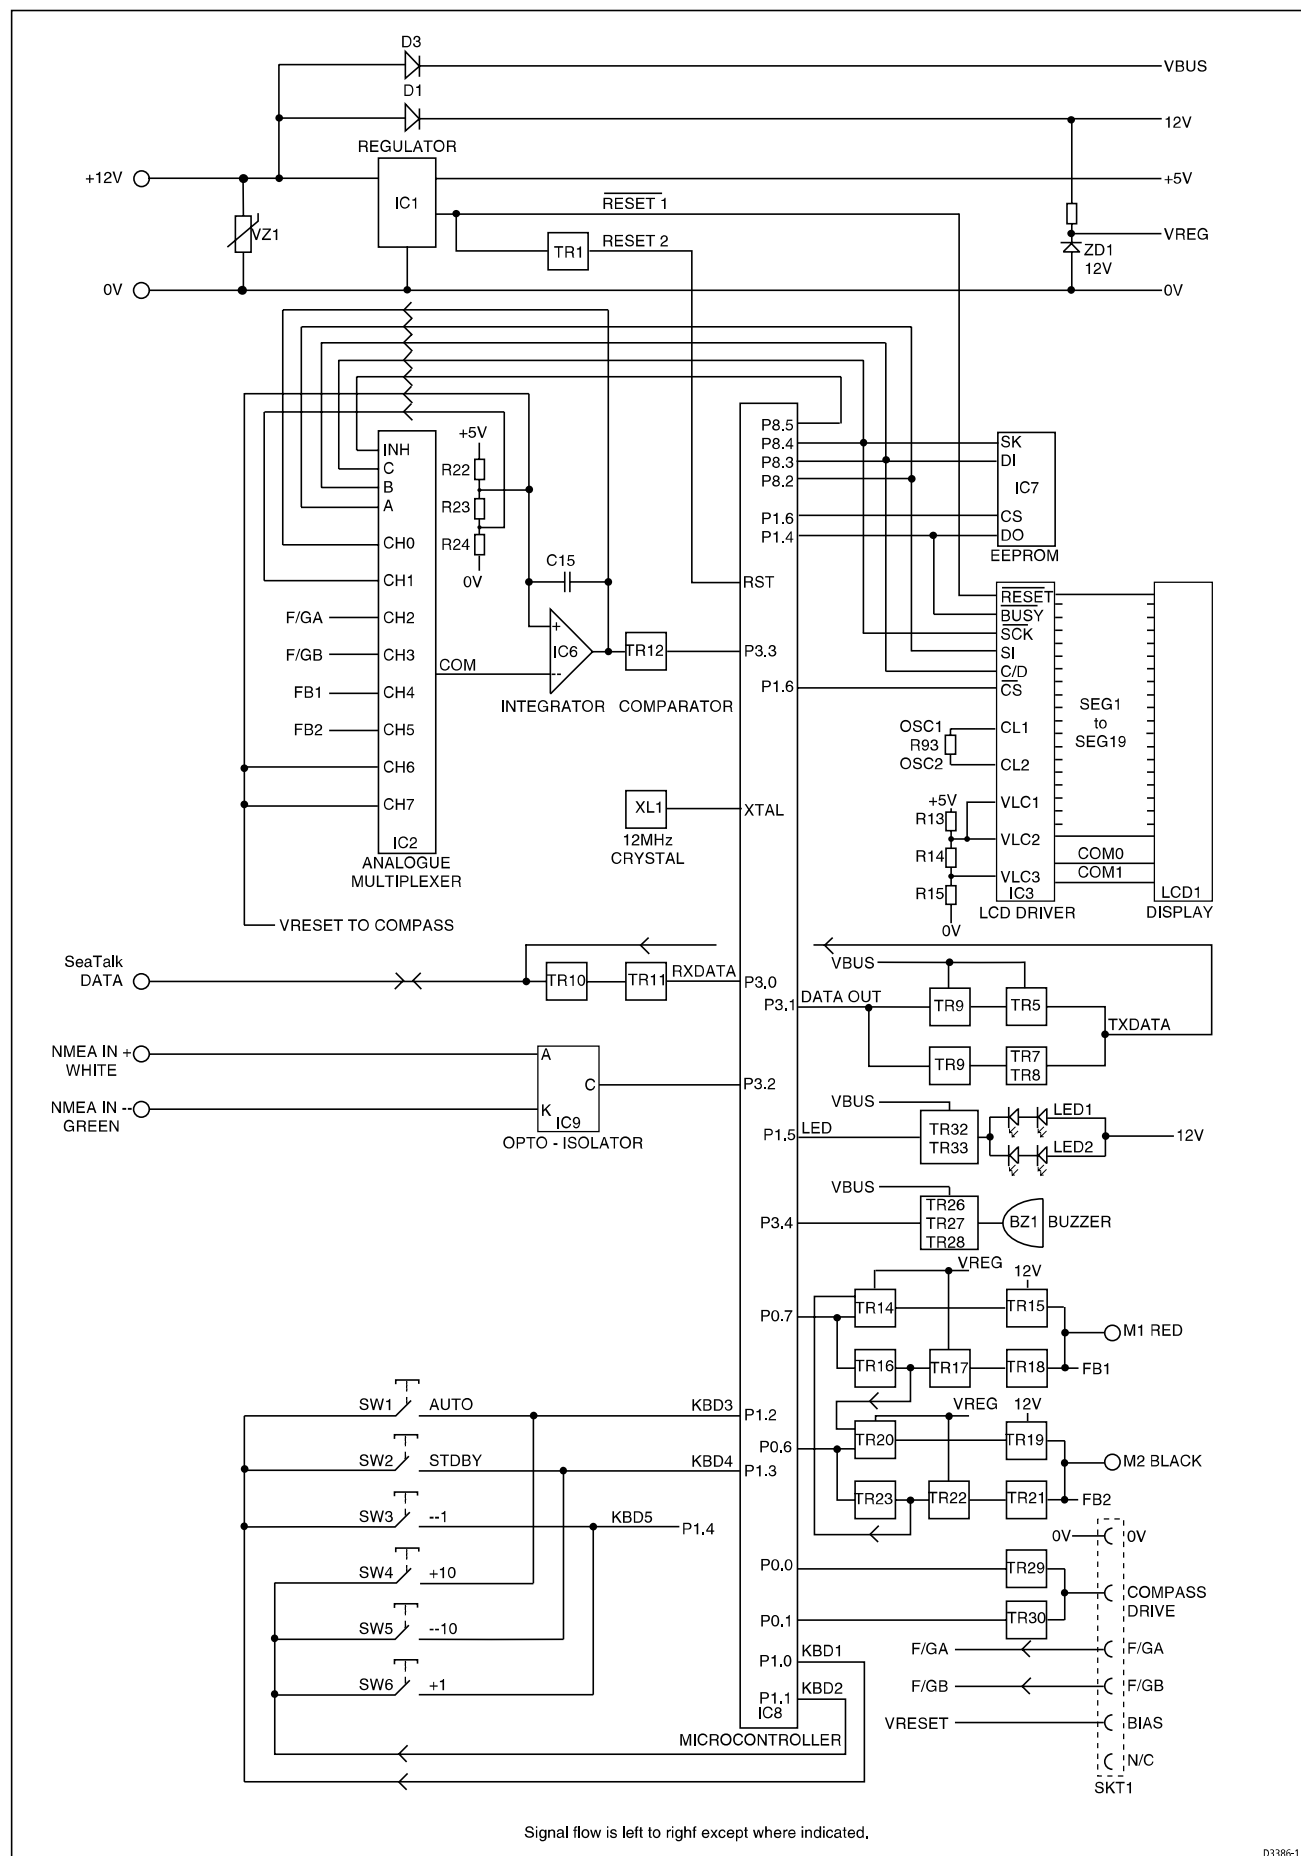 D3
VBUS
D1
12V
REGULATOR
+12V
IC1
+5V
RESET 1
VZ1
TR1
RESET 2
VREG
ZD1
12V
0V
0V
P8.5
P8.4
P8.3
P8.2
P1.6
P1.4
SK
DI
IC7
CS
DO
EEPROM
+5V
R22
R23
R24
0V
INH
C
B
A
CH0
CH1
CH2
CH3
CH4
CH5
CH6
CH7
IC2
ANALOGUE
MULTIPLEXER
F/GA
F/GB
FB1
FB2
COM
C15
+
IC6
--
INTEGRATOR
TR12
COMPARATOR
RST
P3.3
P1.6
RESET
BUSY
SCK
SI
C/D
CS
CL1
CL2
VLC1
VLC2
VLC3
IC3
LCD DRIVER
OSC1
R93
OSC2
+5V
R13
R14
R15
0V
SEG1
to
SEG19
COM0
COM1
LCD1
DISPLAY
XL1
XTAL
12MHz
CRYSTAL
VRESET TO COMPASS
SeaTalk
DATA
TR10
TR11
RXDATA
P3.0
P3.1
DATA OUT
VBUS
TR9
TR5
TXDATA
TR9
TR7
TR8
NMEA IN +
WHITE
NMEA IN --
GREEN
A
C
K
IC9
OPTO - ISOLATOR
P3.2
VBUS
P1.5
LED
TR32
TR33
LED1
LED2
12V
VBUS
P3.4
TR26
TR27
TR28
BZ1
BUZZER
VREG
12V
P0.7
TR14
TR15
M1 RED
TR16
TR17
TR18
FB1
VREG
12V
P0.6
TR20
TR19
M2 BLACK
TR23
TR22
TR21
FB2
SW1
AUTO
KBD3
P1.2
SW2
STDBY
KBD4
P1.3
SW3
--1
KBD5
P1.4
SW4
+10
SW5
--10
SW6
+1
0V
0V
P0.0
TR29
COMPASS
DRIVE
P0.1
TR30
P1.0
KBD1
F/GA
F/GA
P1.1
KBD2
F/GB
F/GB
IC8
MICROCONTROLLER
VRESET
BIAS
N/C
SKT1
Signal flow is left to righf except where indicated.
D3386-1